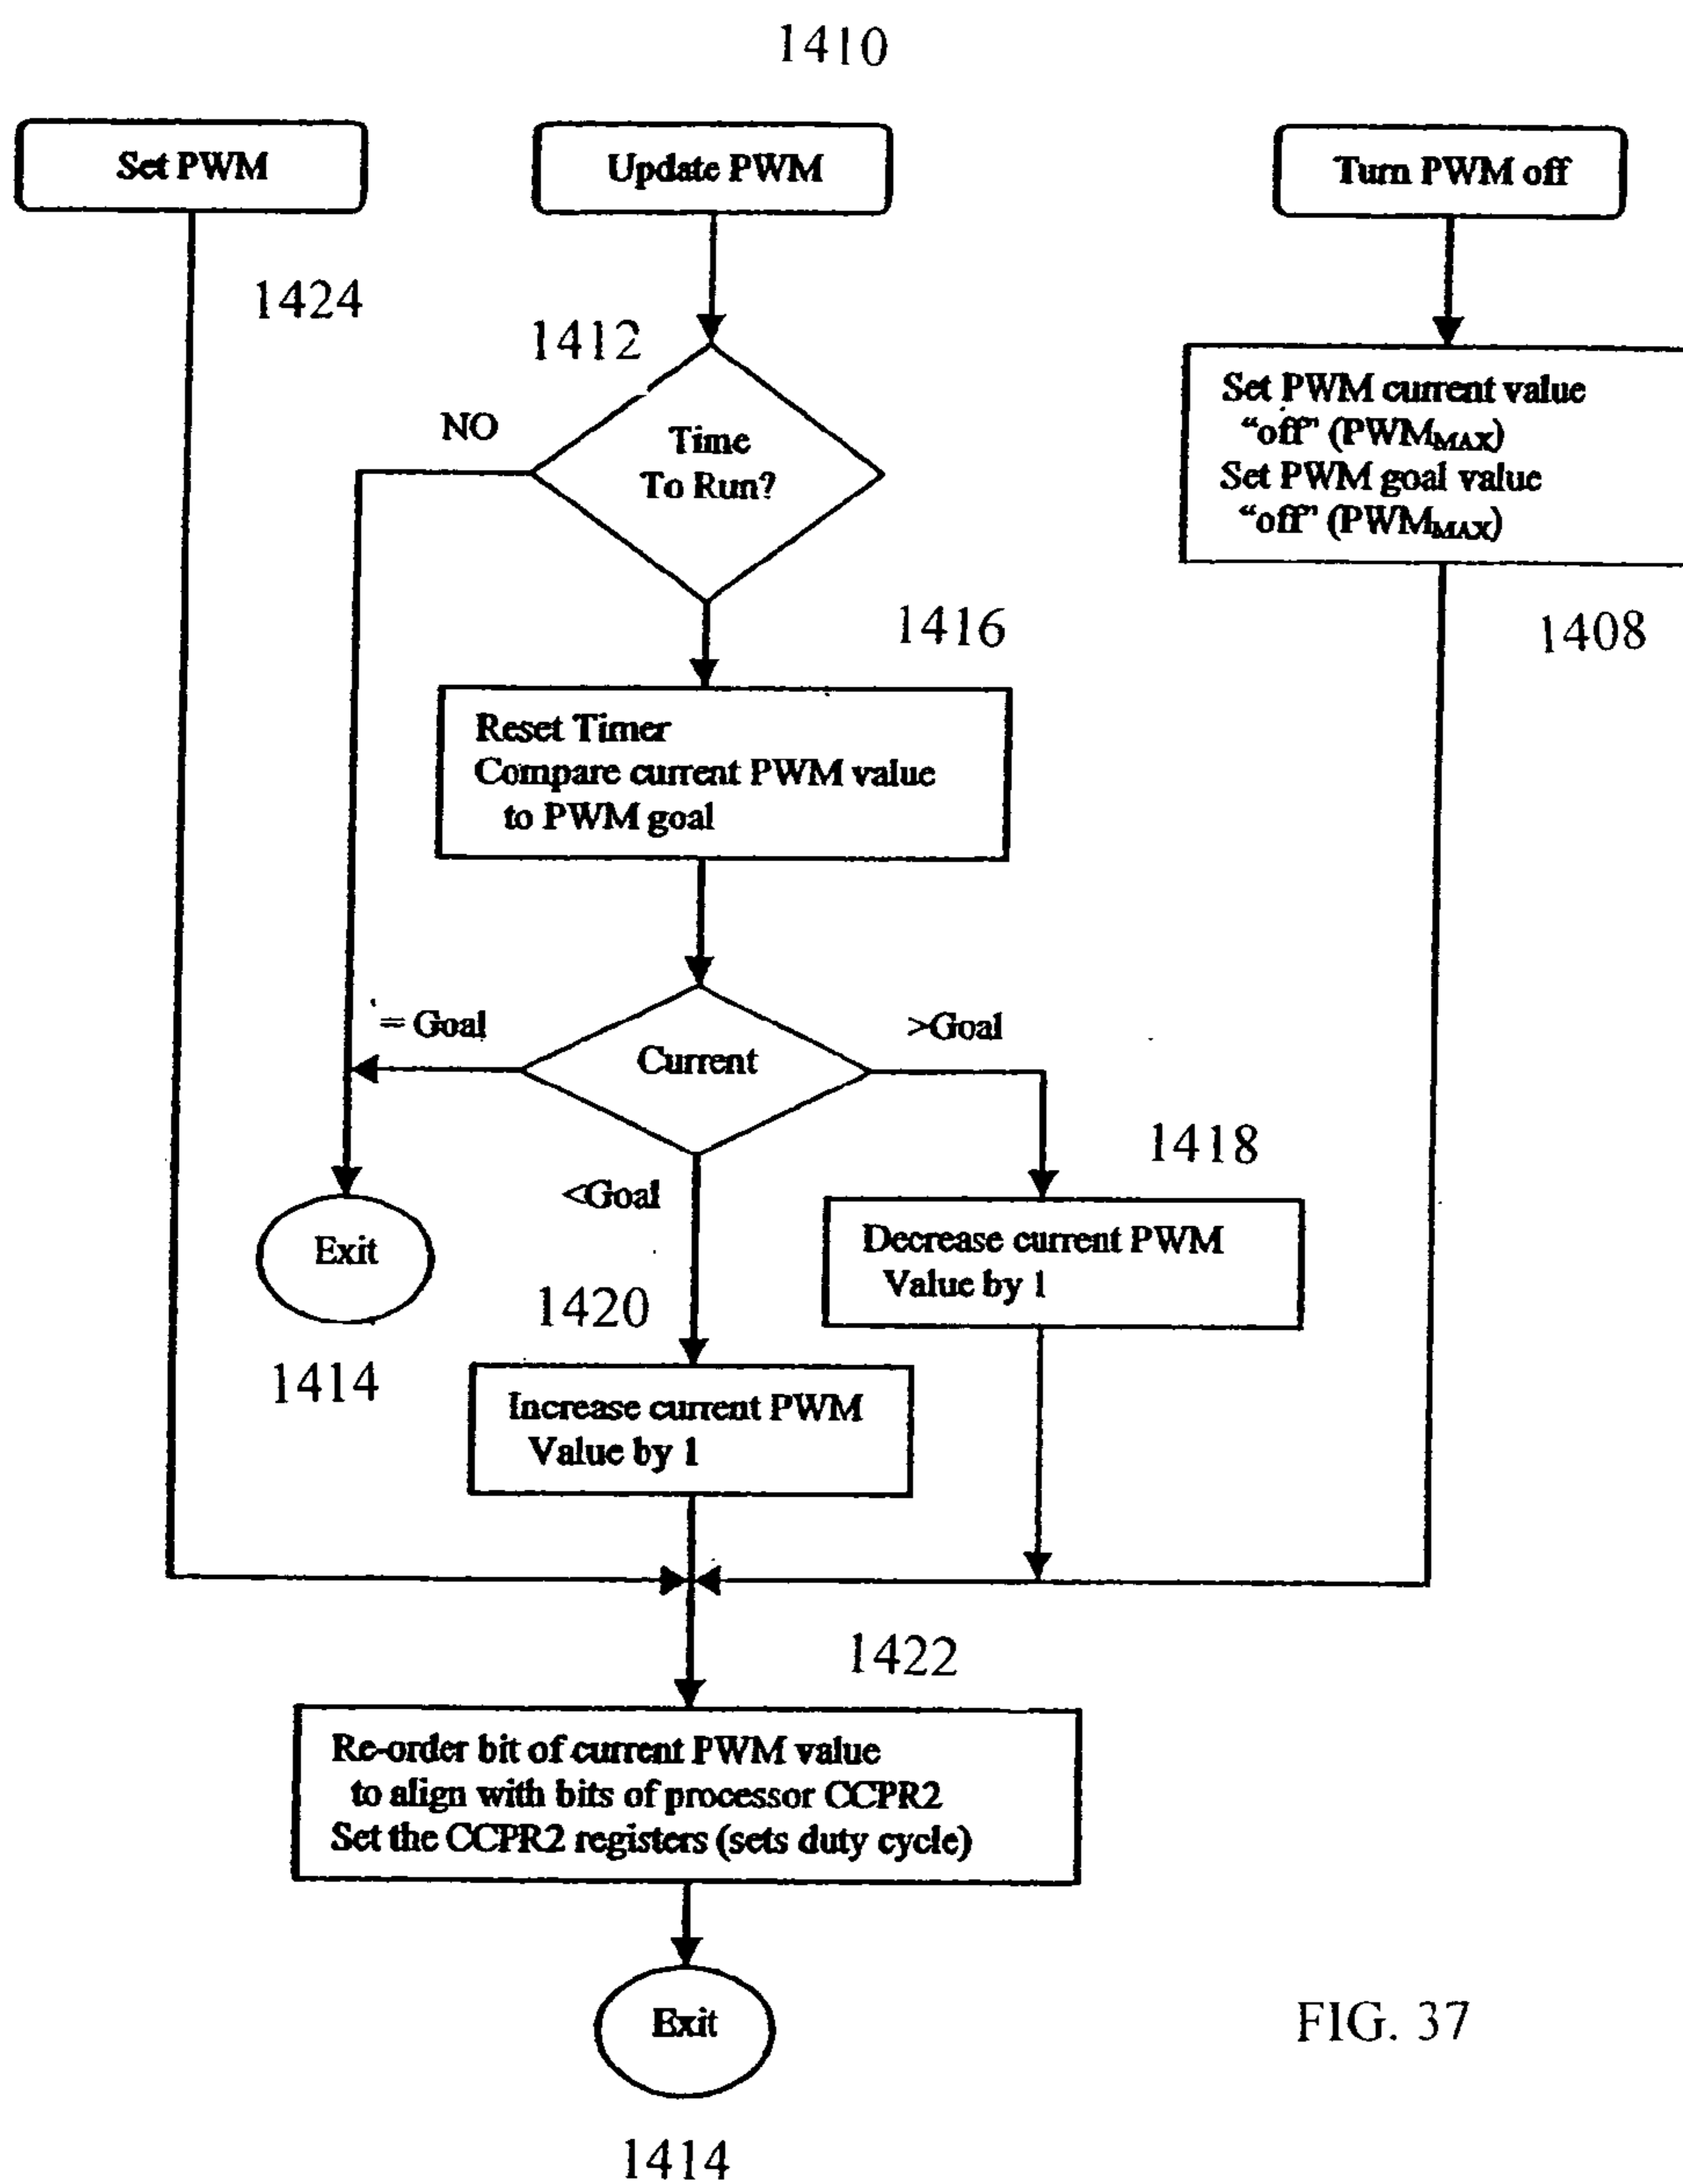 1410
Set PWM
Update PWM
Turn PWM off
1424
1412
NO
Time
To Run?
Set PWM current value
"off" (PWMMAX)
Set PWM goal value
"off" (PWMMAX)
1416
1408
Reset Timer
Compare current PWM value
to PWM goal
= Goal
Current
>Goal
1418
<Goal
Exit
Decrease current PWM
Value by 1
1420
1414
Increase current PWM
Value by 1
1422
Re-order bit of current PWM value
to align with bits of processor CCPR2
Set the CCPR2 registers (sets duty cycle)
Exit
FIG. 37
1414